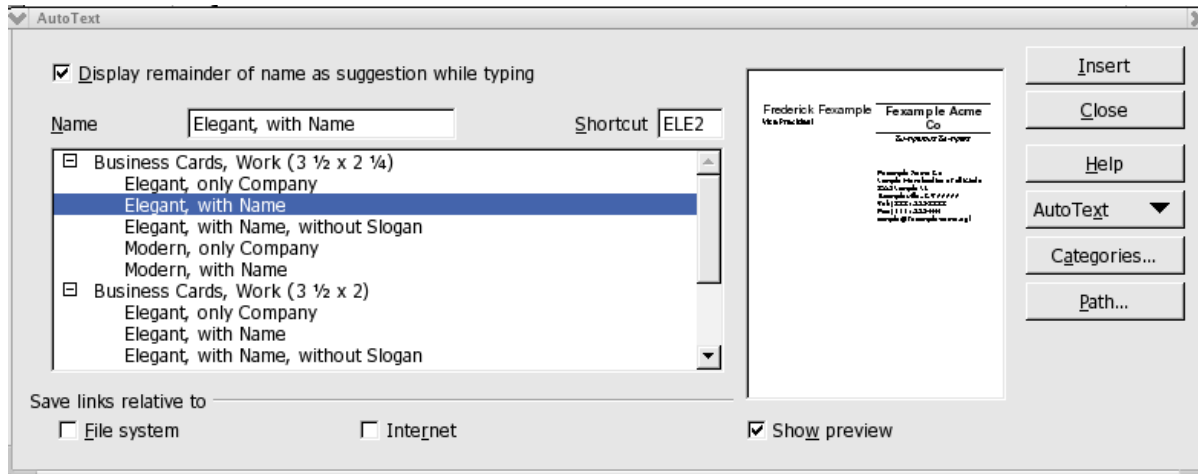 AutoText
Display remainder of name as suggestion while typing
Name Elegant, with Name Shortcut ELE2
Business Cards, Work (3 ½ x 2 ¼)
Elegant, only Company
Elegant, with Name
Elegant, with Name, without Slogan
Modern, only Company
Modern, with Name
Business Cards, Work (3 ½ x 2)
Elegant, only Company
Elegant, with Name
Elegant, with Name, without Slogan
Save links relative to
File system Internet
Frederick Fexample
Vice President
Fexample Acme
Co
Show preview
Insert
Close
Help
AutoText
Categories...
Path...